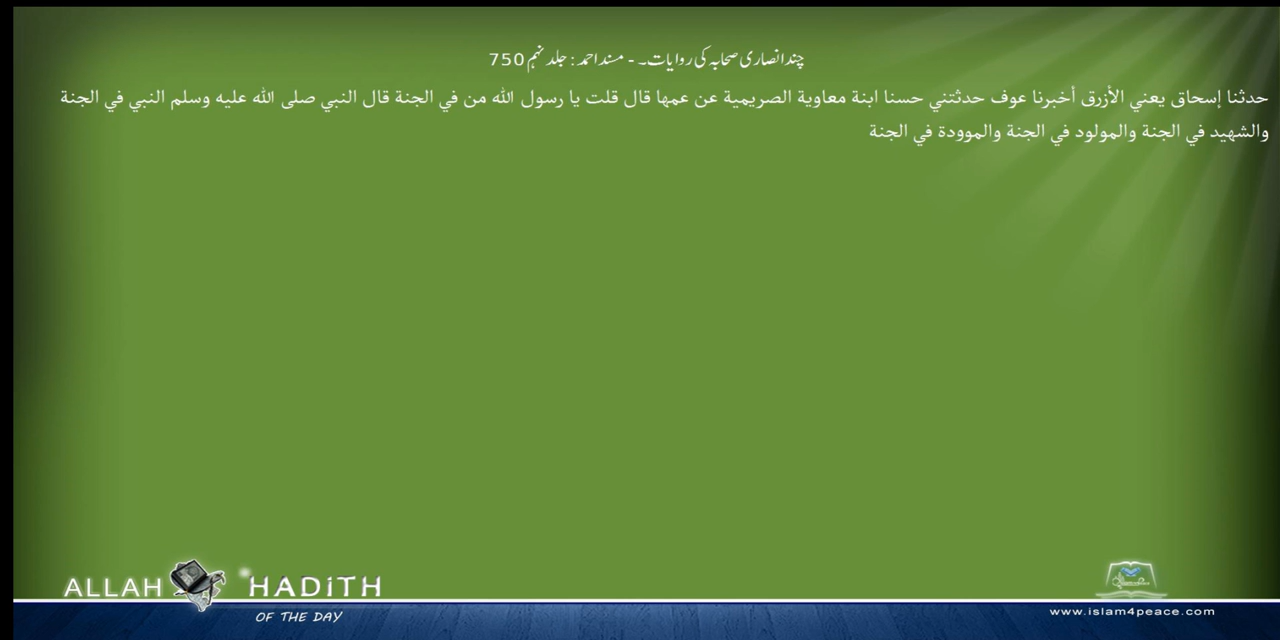 چند انصاری صحابہ کی روایات۔ - مسند احمد : جلد نہم 750
حدثنا إسحاق يعني الأزرق أخبرنا عوف حدثتني حسنا ابنة معاوية الصريمية عن عمها قال قلت يا رسول الله من في الجنة قال النبي صلى الله عليه وسلم النبي في الجنة
والشهيد في الجنة والمولود في الجنة والموودة في الجنة
ALLAH HADITH
OF THE DAY
www.islam4peace.com